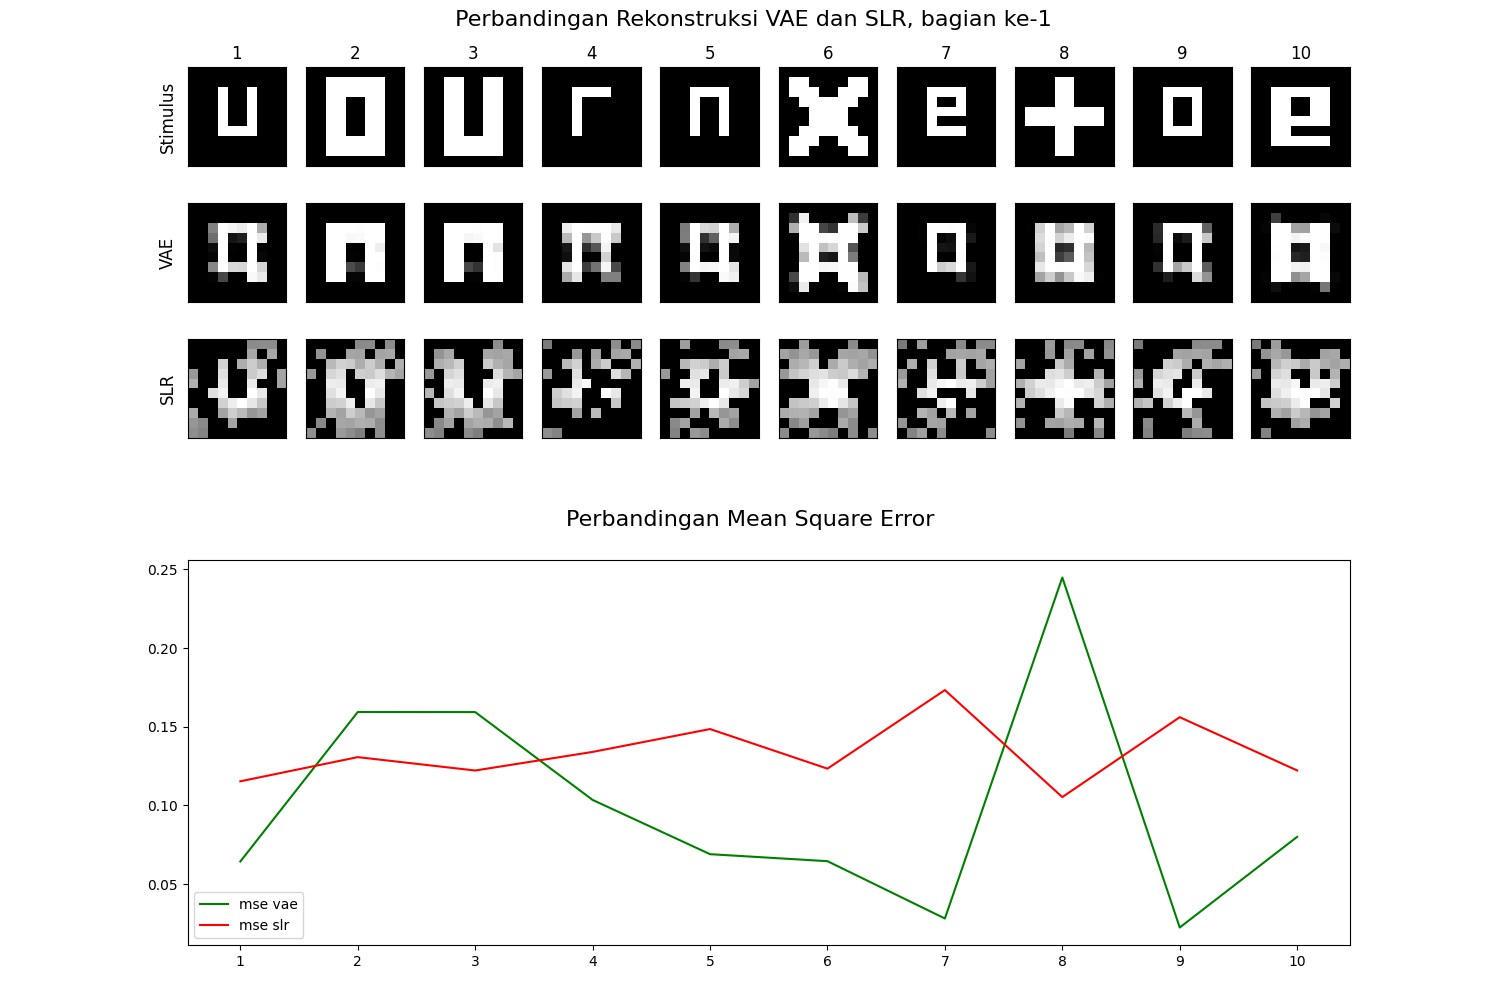 Perbandingan Rekonstruksi VAE dan SLR, bagian ke-1
1 2 3 4 5 6 7 8 9 10
Stimulus
VAE
SLR
Perbandingan Mean Square Error
0.25
0.20
0.15
0.10
0.05
mse vae
mse slr
1 2 3 4 5 6 7 8 9 10